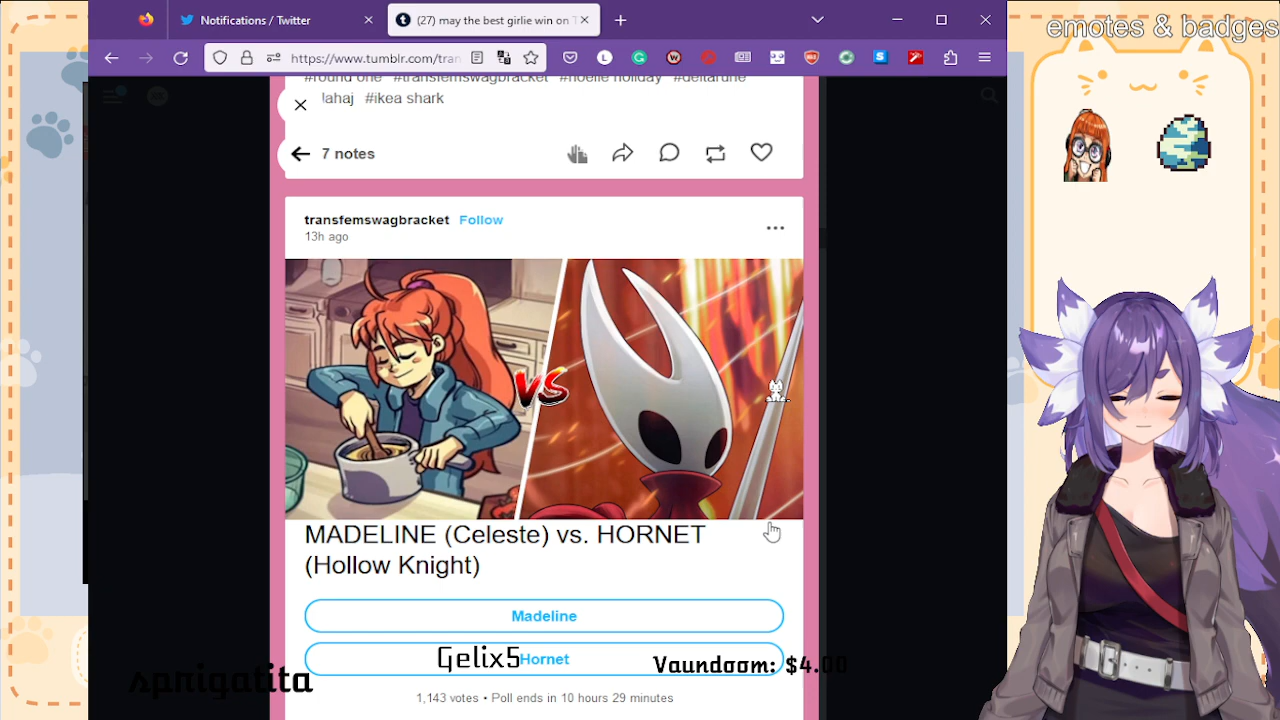 Notifications / Twitter
(27) may the best girlie win on T
https://www.tumblr.com/tran
emotes & badges
#round one #transfemswagbracket #noelle holiday #deltarune
lahaj #ikea shark
7 notes
transfemswagbracket Follow
13h ago
VS
MADELINE (Celeste) vs. HORNET
(Hollow Knight)
Madeline
Hornet
Gelix5
Vaundoom: $4.00
sprigatita
1,143 votes • Poll ends in 10 hours 29 minutes